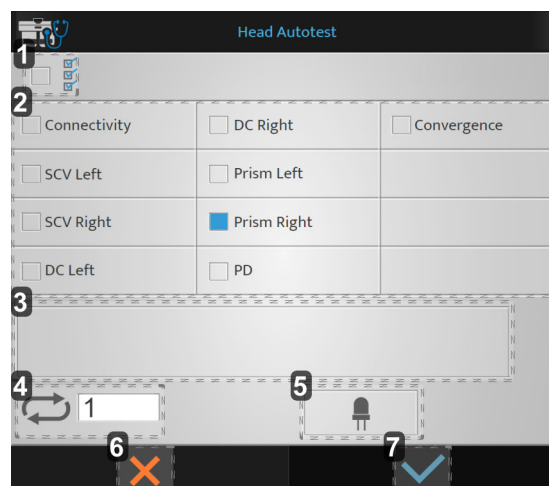 Head Autotest
1
2
Connectivity DC Right Convergence
SCV Left Prism Left
SCV Right Prism Right
DC Left PD
3
4 1 5
6 7